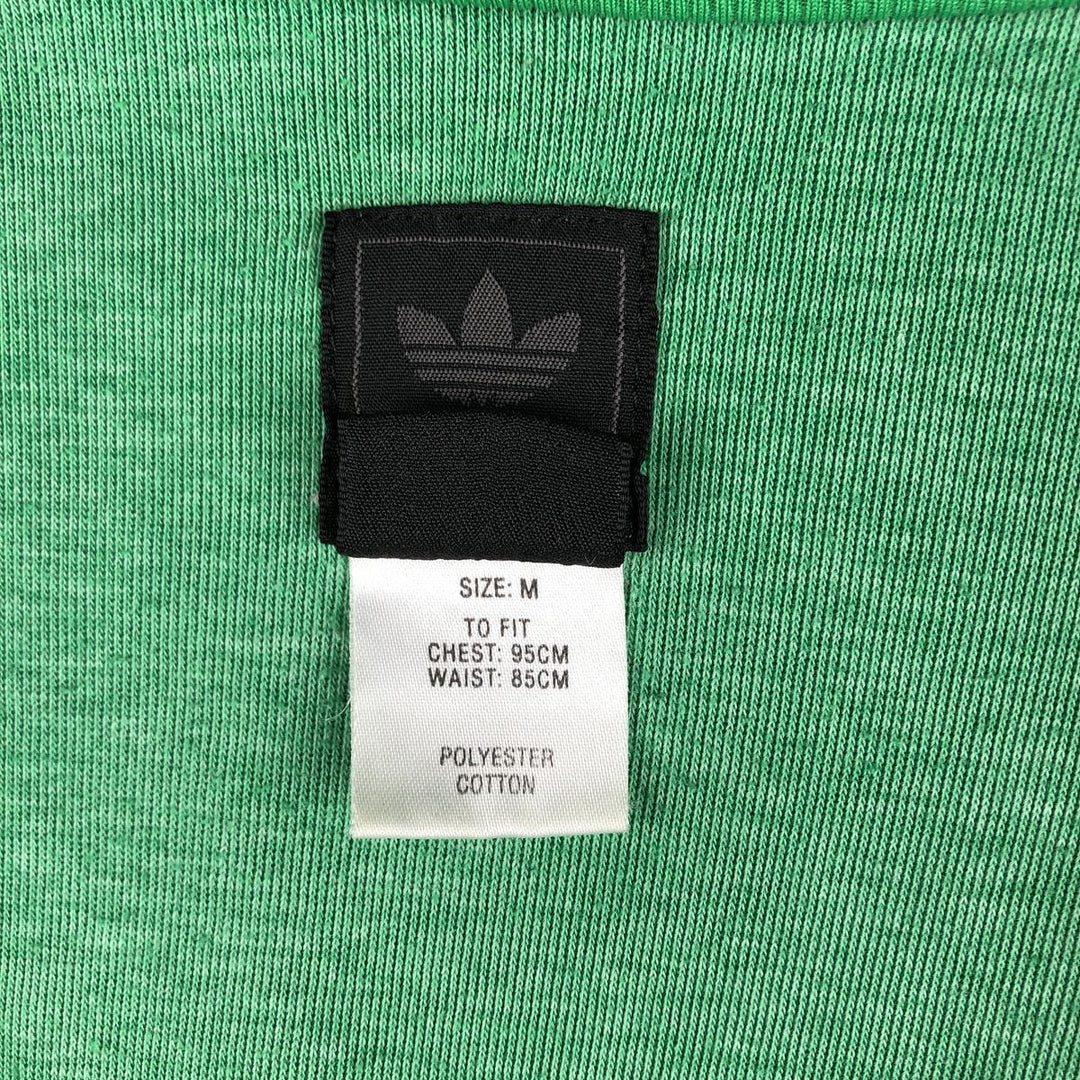 SIZE: M
TO FIT
CHEST: 95CM
WAIST: 85CM
POLYESTER
COTTON